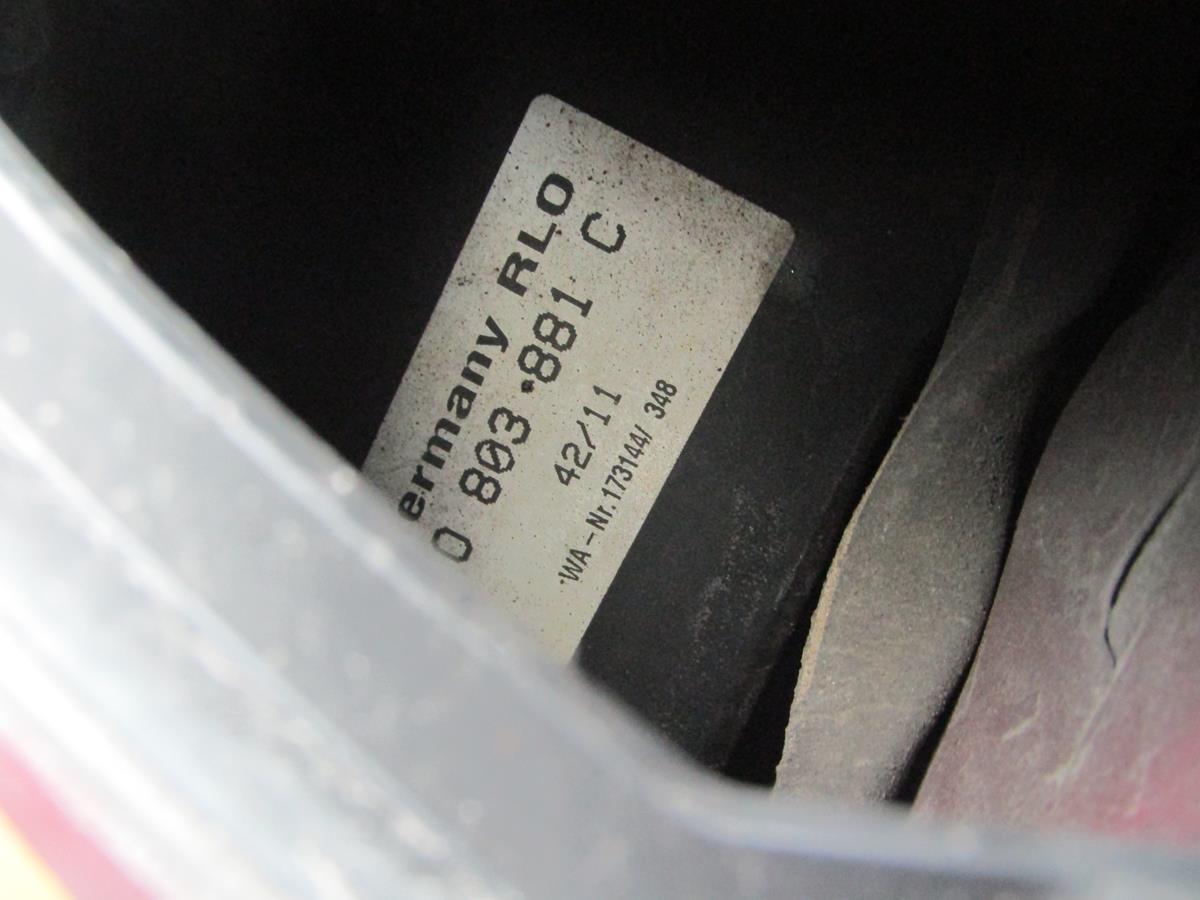 ermany RLO
0 803.881 C
42/11
WA-Nr.173144/ 348